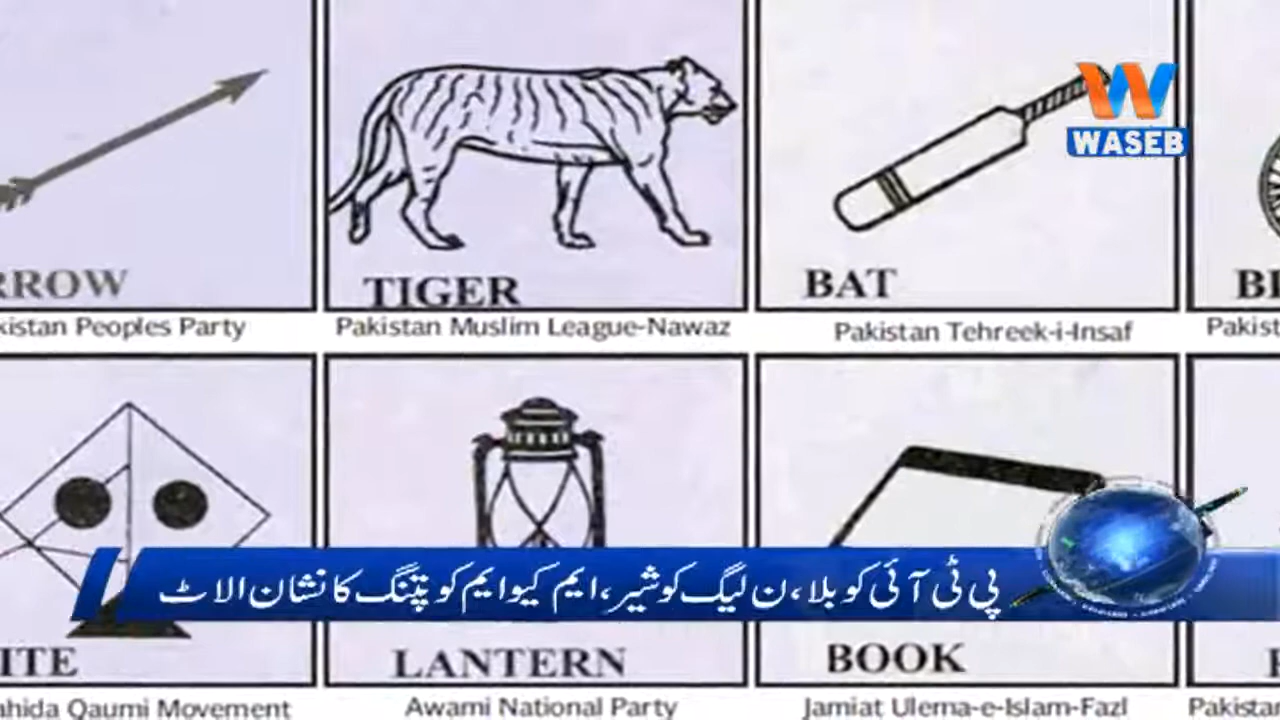 WASEB
RROW
TIGER
BAT
Peoples Party
Pakistan Muslim League-Nawaz
Pakistan Tehreek-i-Insaf
پی ٹی آئی کو بلا، ن لیگ کو شیر، ایم کیو ایم کو پتنگ کا نشان الاٹ
ITE
LANTERN
BOOK
Qaumi Movement
Awami National Party
Jamiat Ulema-e-Islam-Fazl